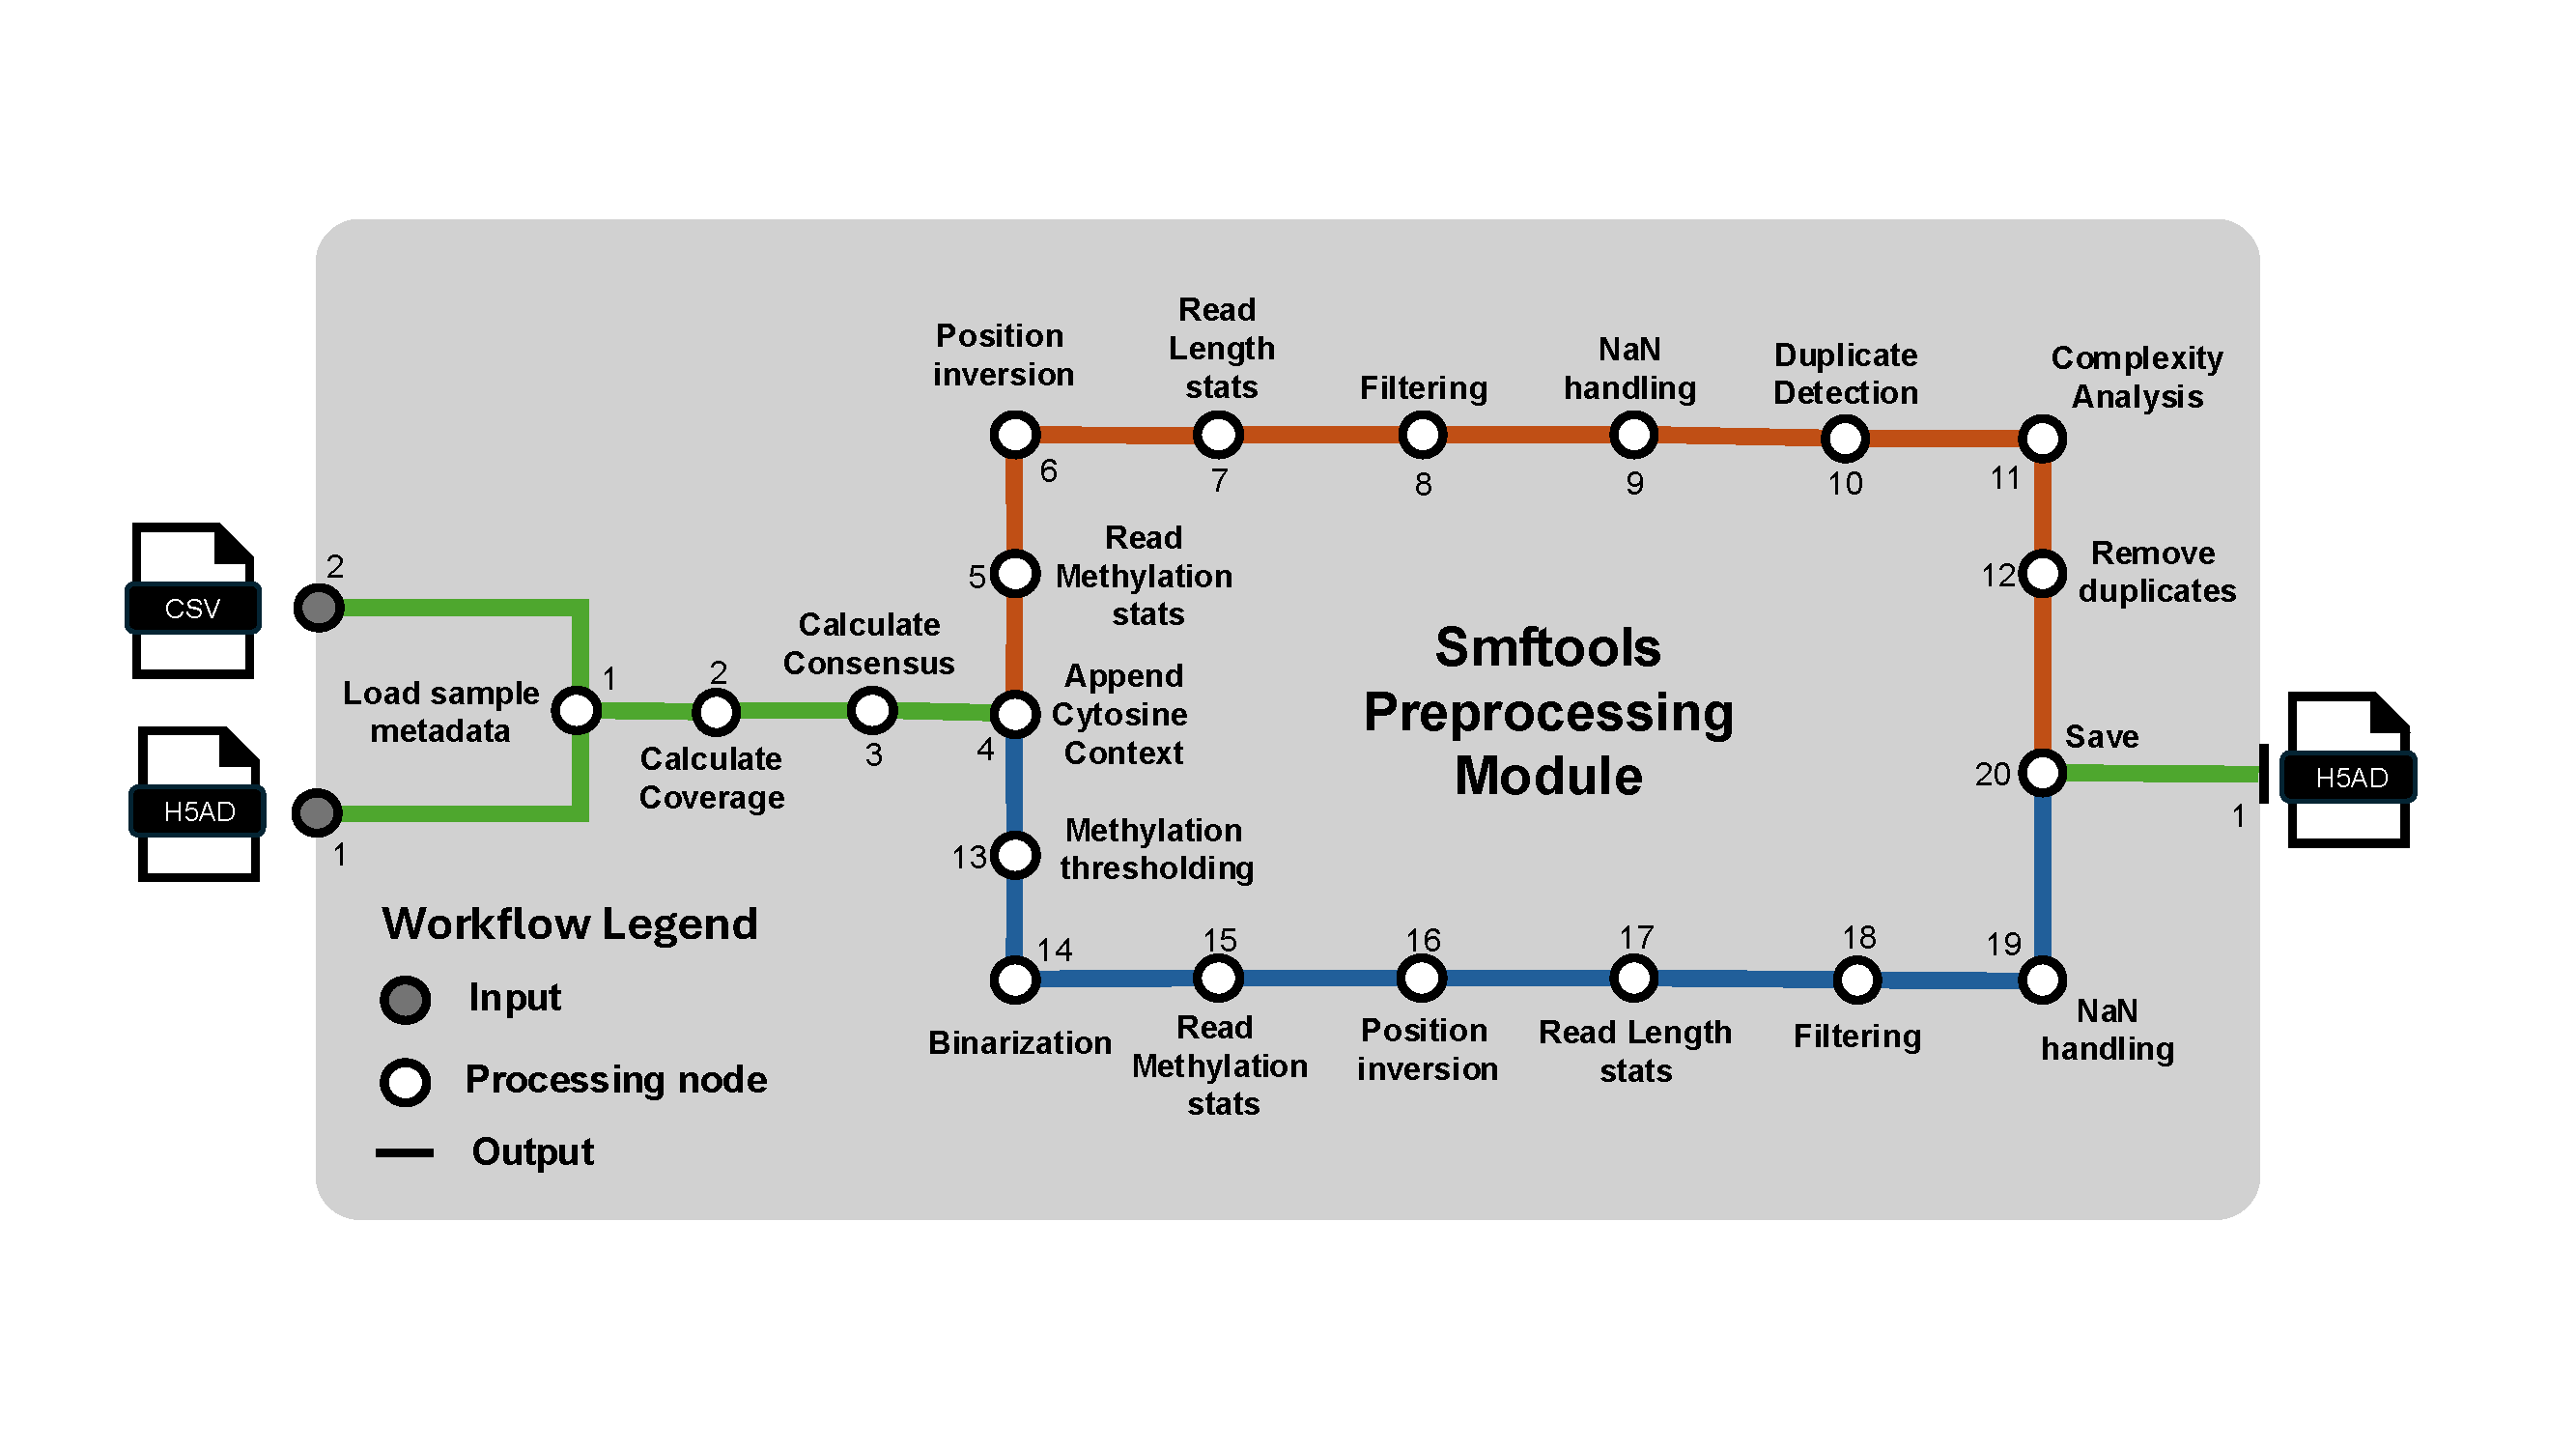 Position
inversion
6
Read
Length
stats
7
Filtering
8
NaN
handling
9
Duplicate
Detection
10
Complexity
Analysis
11
Read
Methylation
stats
5
Remove
duplicates
12
CSV
2
H5AD
1
Load sample
metadata
1
2
Calculate
Coverage
Calculate
Consensus
3
Append
Cytosine
Context
4
Smftools
Preprocessing
Module
Save
20
1
H5AD
Methylation
thresholding
13
14
Binarization
15
Read
Methylation
stats
16
Position
inversion
17
Read Length
stats
18
Filtering
19
NaN
handling
Workflow Legend
Input
Processing node
Output